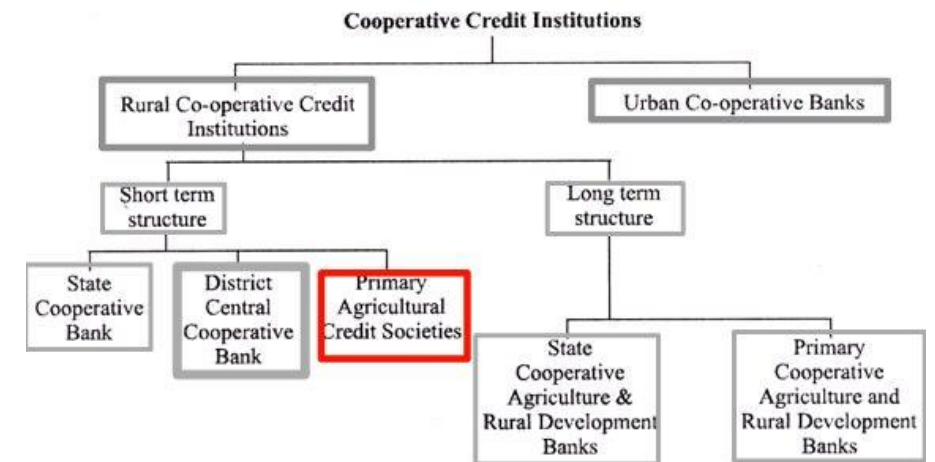 Cooperative Credit Institutions
Rural Co-operative Credit
Institutions
Urban Co-operative Banks
Short term
structure
Long term
structure
State
Cooperative
Bank
District
Central
Cooperative
Bank
Primary
Agricultural
Credit Societies
State
Cooperative
Agriculture &
Rural Development
Banks
Primary
Cooperative
Agriculture and
Rural Development
Banks